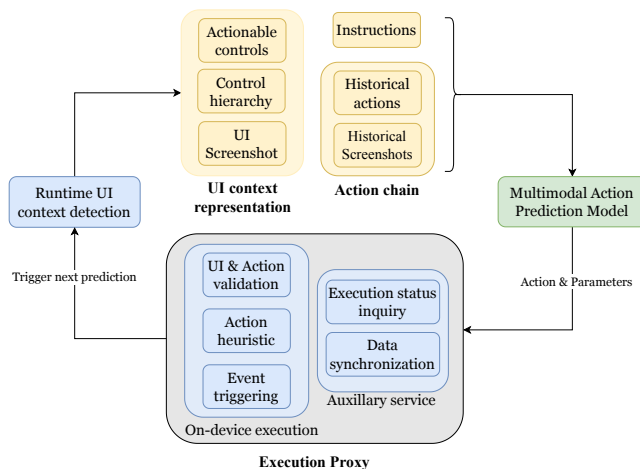 Actionable
controls
Control
hierarchy
UI
Screenshot
UI context
representation
Instructions
Historical
actions
Historical
Screenshots
Action chain
Runtime UI
context detection
Multimodal Action
Prediction Model
Trigger next prediction
Action & Parameters
UI & Action
validation
Action
heuristic
Event
triggering
On-device execution
Execution status
inquiry
Data
synchronization
Auxillary service
Execution Proxy